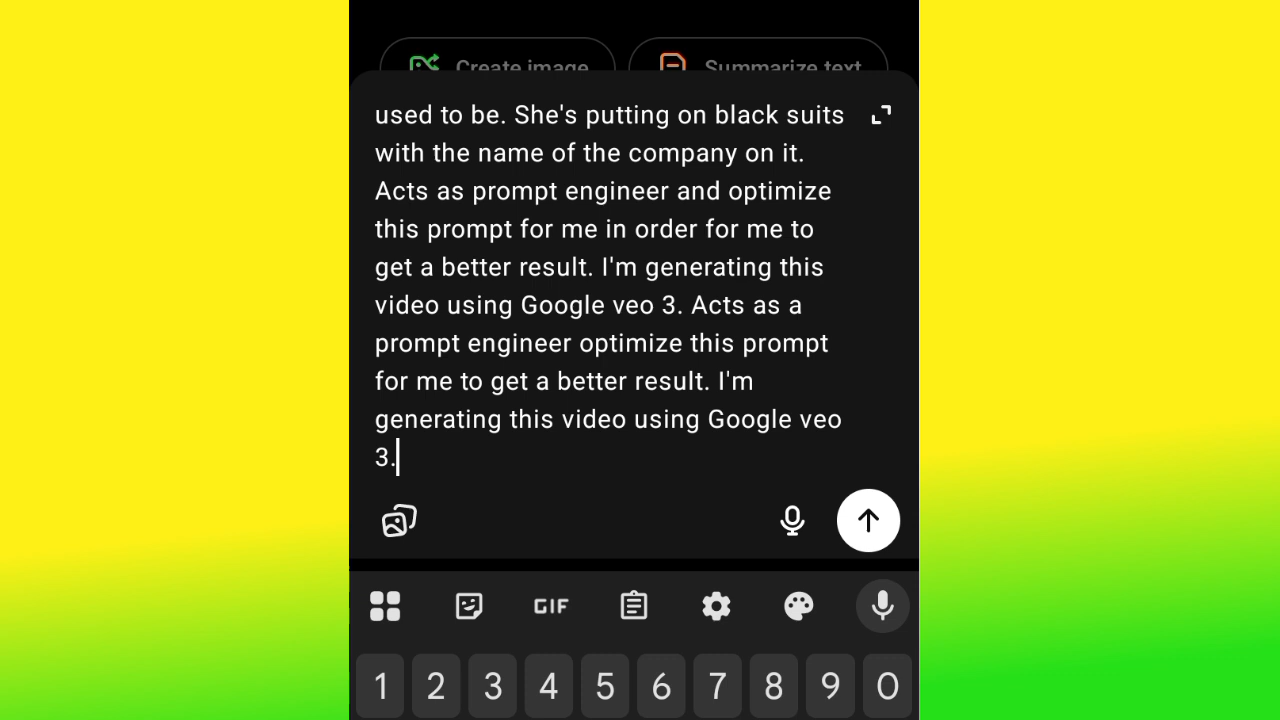 Create image Summarize text
used to be. She's putting on black suits
with the name of the company on it.
Acts as prompt engineer and optimize
this prompt for me in order for me to
get a better result. I'm generating this
video using Google veo 3. Acts as a
prompt engineer optimize this prompt
for me to get a better result. I'm
generating this video using Google veo
3.
GIF
1 2 3 4 5 6 7 8 9 0